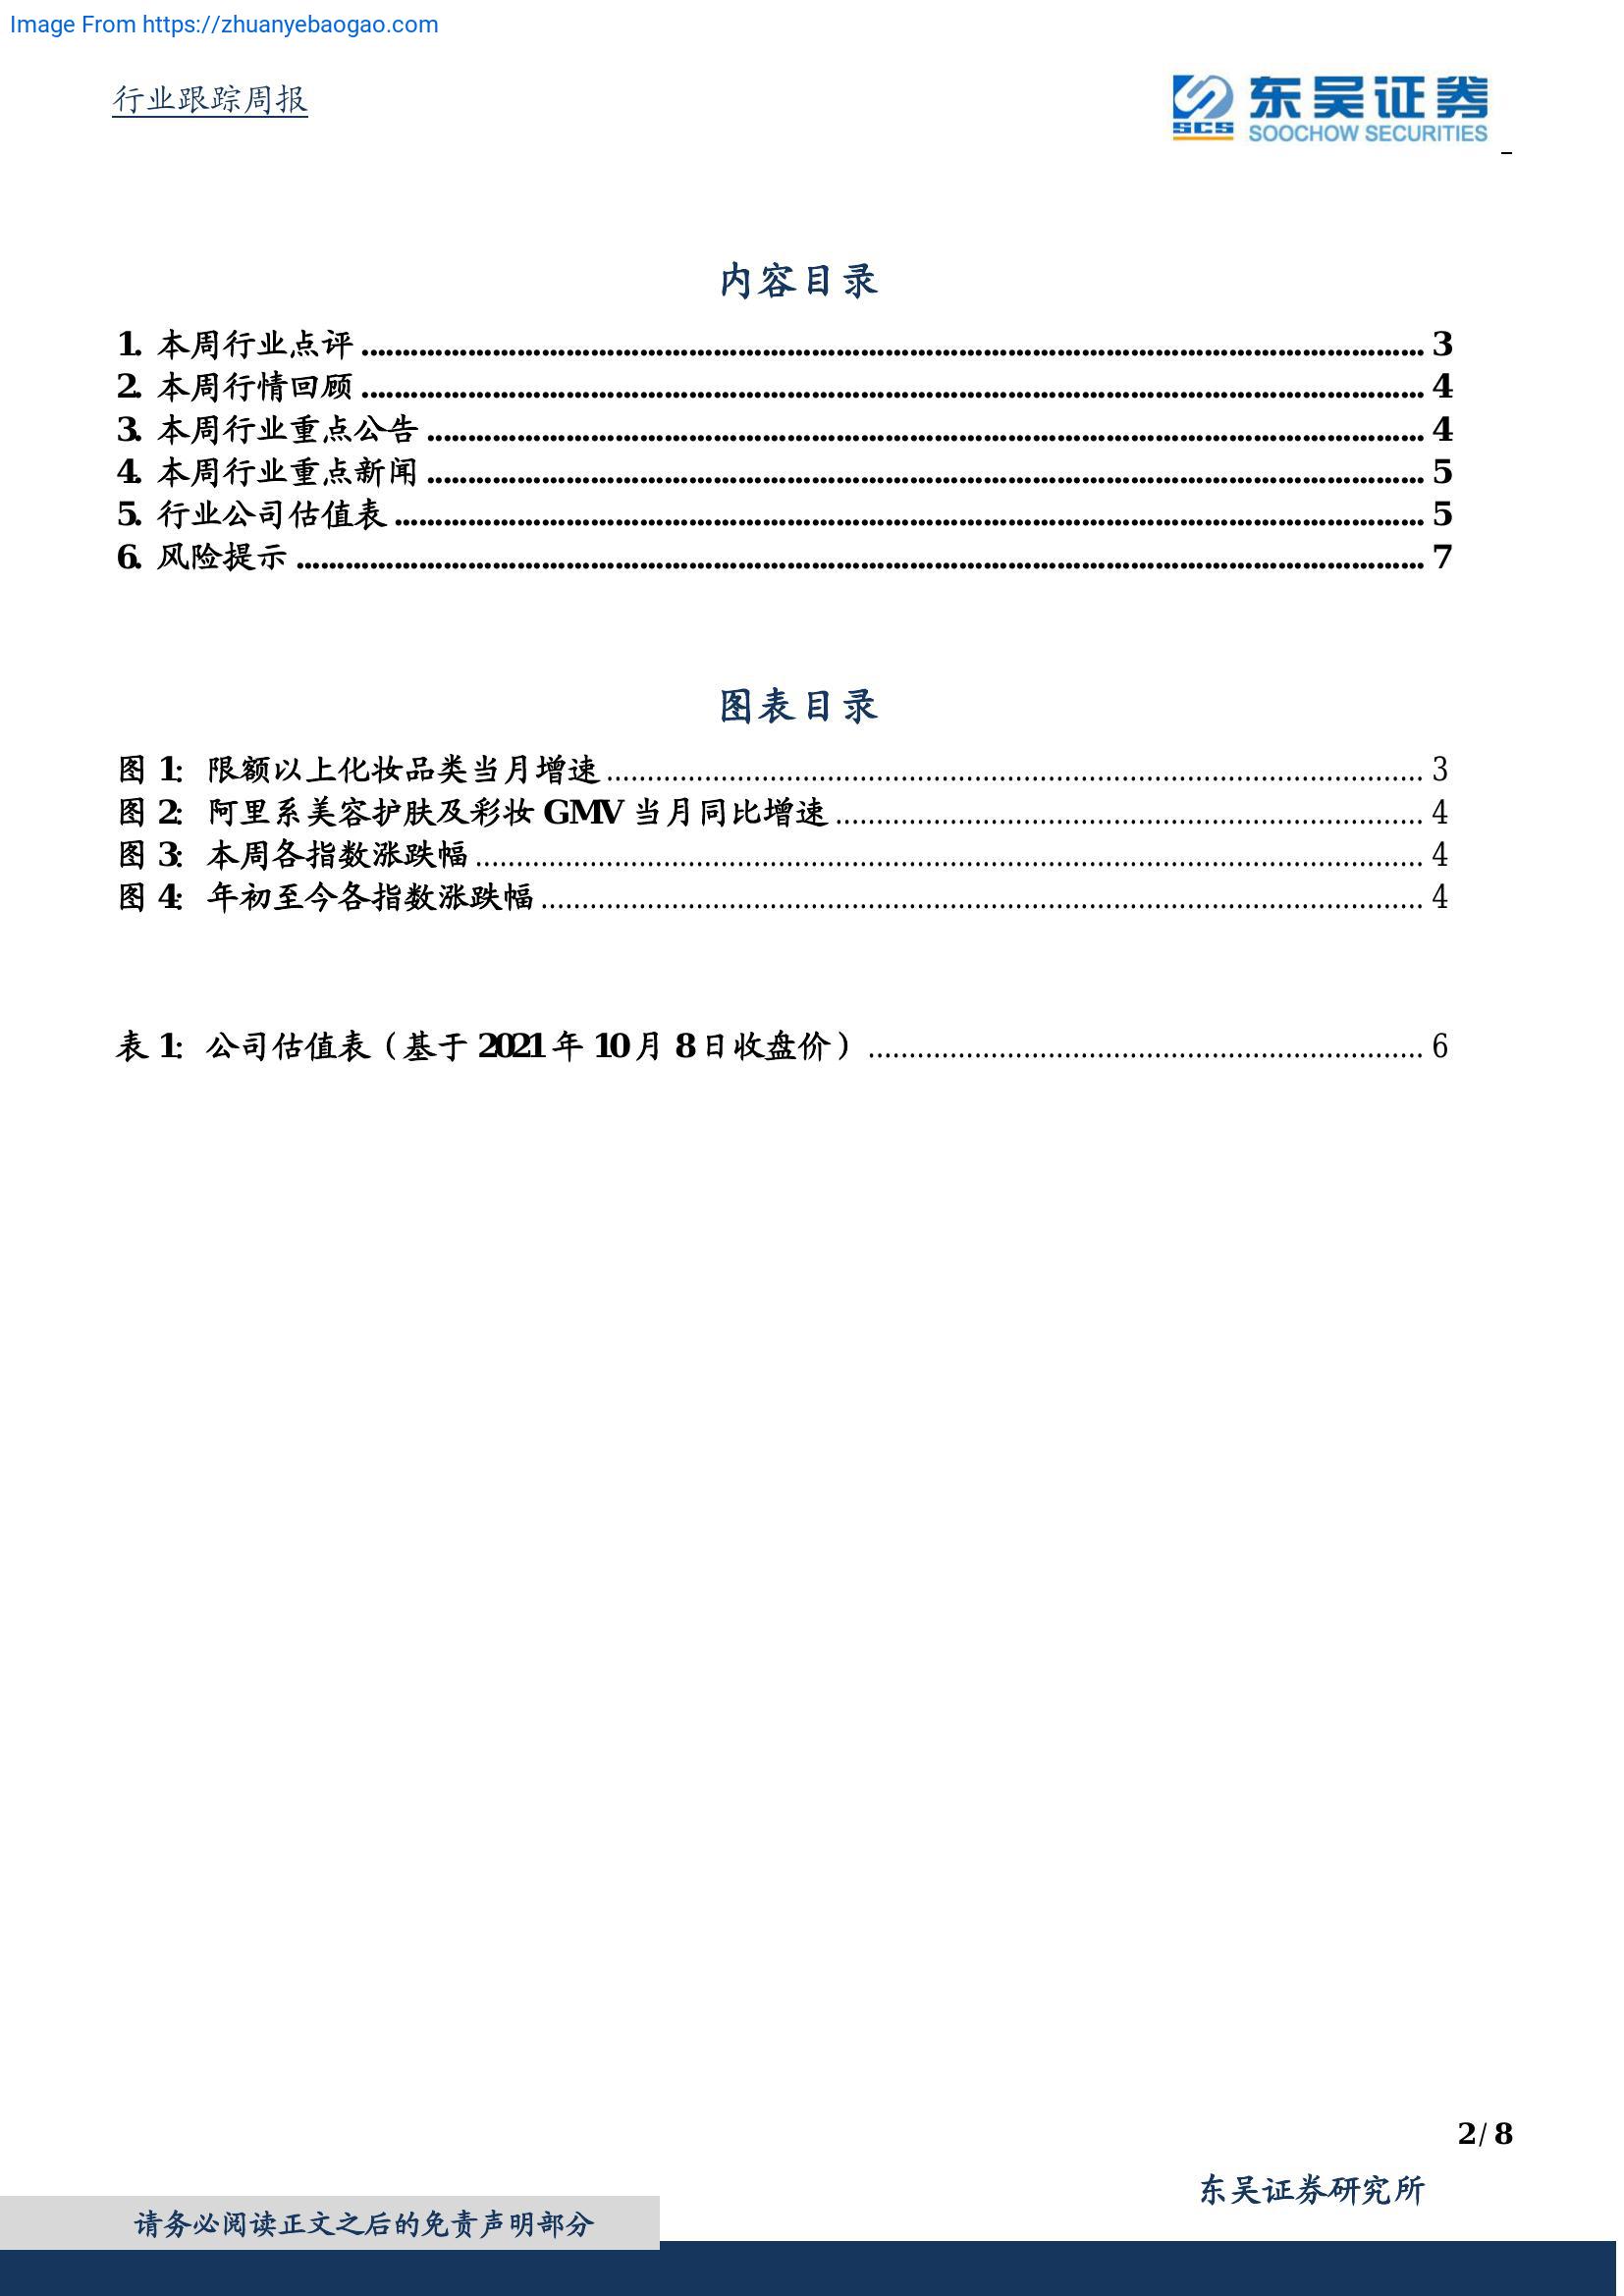 Image From https://zhuanyebaogao.com
行业跟踪周报
东吴证券
SCS SOOCHOW SECURITIES
内容目录
1. 本周行业点评 ........................................ 3
2. 本周行情回顾 ........................................ 4
3. 本周行业重点公告 ........................................ 4
4. 本周行业重点新闻 ........................................ 5
5. 行业公司估值表 ........................................ 5
6. 风险提示 ........................................ 7
图表目录
图 1: 限额以上化妆品类当月增速 ........................................ 3
图 2: 阿里系美容护肤及彩妆 GMV 当月同比增速 ........................................ 4
图 3: 本周各指数涨跌幅 ........................................ 4
图 4: 年初至今各指数涨跌幅 ........................................ 4
表 1: 公司估值表（基于 2021 年 10 月 8 日收盘价） ........................................ 6
2 / 8
东吴证券研究所
请务必阅读正文之后的免责声明部分